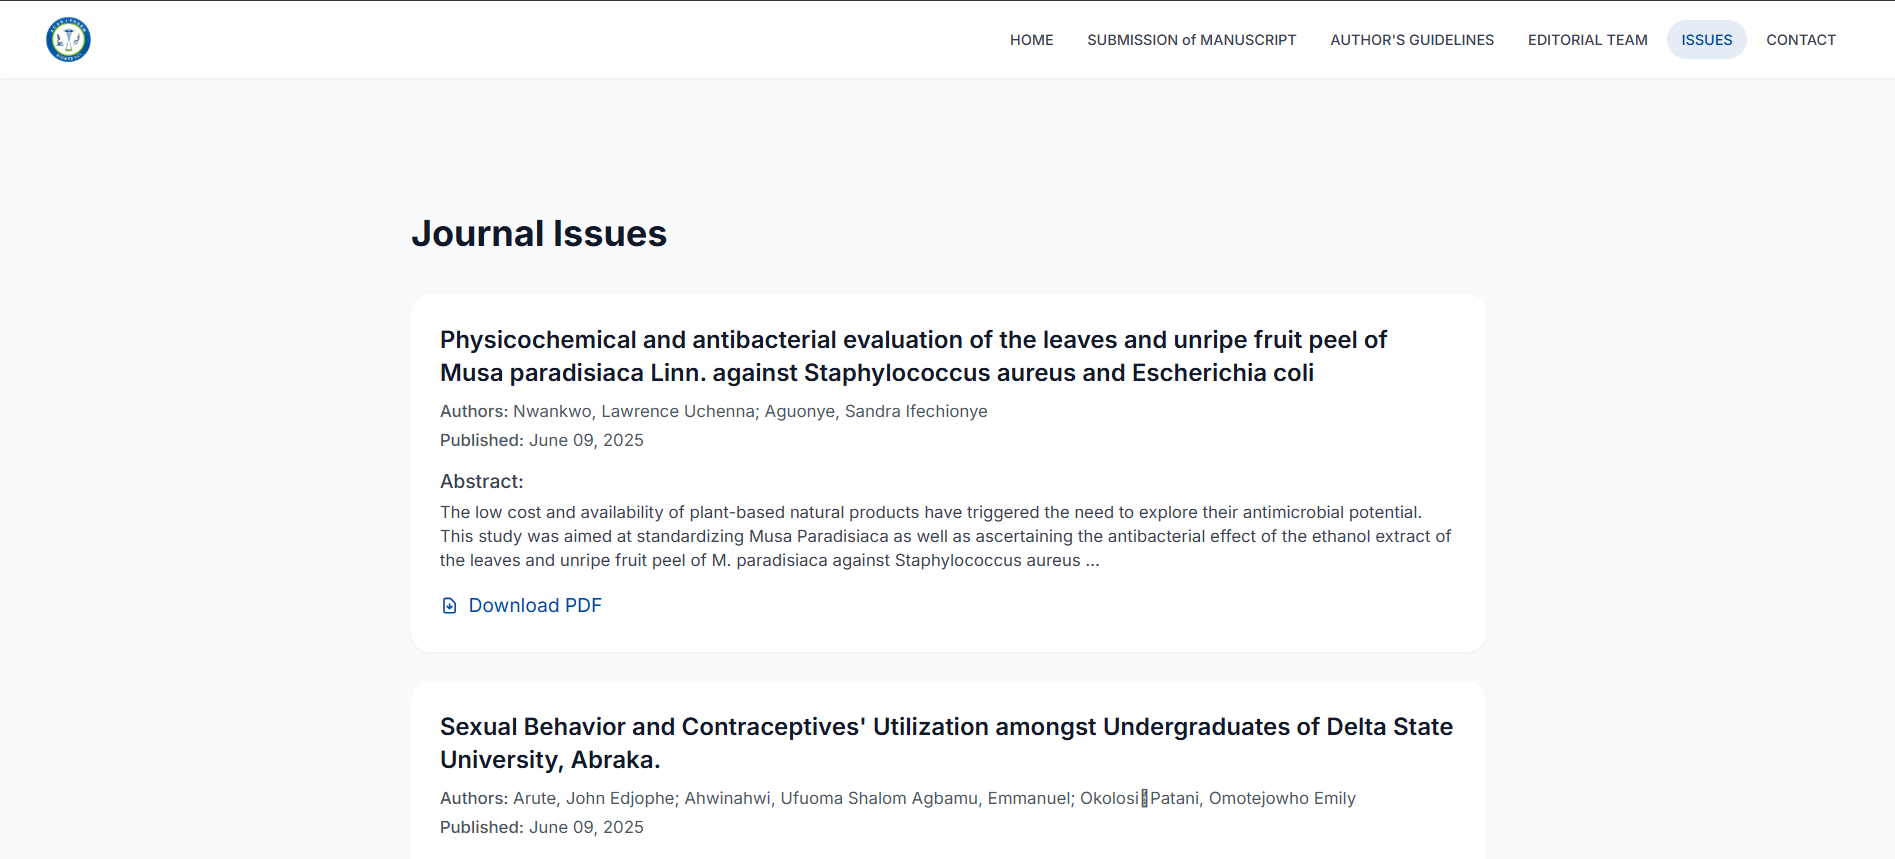 HOME
SUBMISSION of MANUSCRIPT
AUTHOR'S GUIDELINES
EDITORIAL TEAM
ISSUES
CONTACT
Journal Issues
Physicochemical and antibacterial evaluation of the leaves and unripe fruit peel of
Musa paradisiaca Linn. against Staphylococcus aureus and Escherichia coli
Authors: Nwankwo, Lawrence Uchenna; Aguonye, Sandra Ifechionye
Published: June 09, 2025
Abstract:
The low cost and availability of plant-based natural products have triggered the need to explore their antimicrobial potential.
This study was aimed at standardizing Musa Paradisiaca as well as ascertaining the antibacterial effect of the ethanol extract of
the leaves and unripe fruit peel of M. paradisiaca against Staphylococcus aureus ...
Download PDF
Sexual Behavior and Contraceptives' Utilization amongst Undergraduates of Delta State
University, Abraka.
Authors: Arute, John Edjophe; Ahwinahwi, Ufuoma Shalom Agbamu, Emmanuel; Okolosi Patani, Omotejowho Emily
Published: June 09, 2025